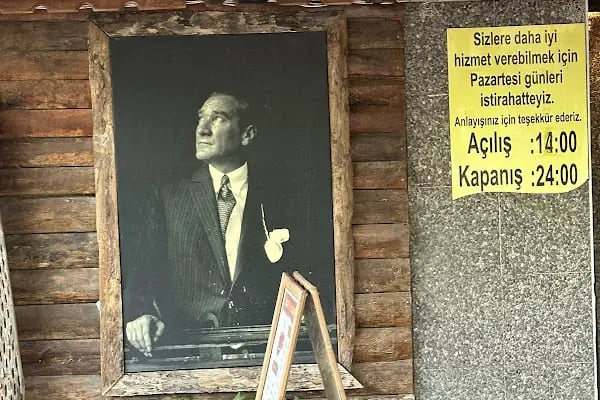 Sizlere daha iyi
hizmet verebilmek için
Pazartesi günleri
istirahatteyiz.
Anlayışınız için teşekkür ederiz.
Açılış :14:00
Kapanış :24:00